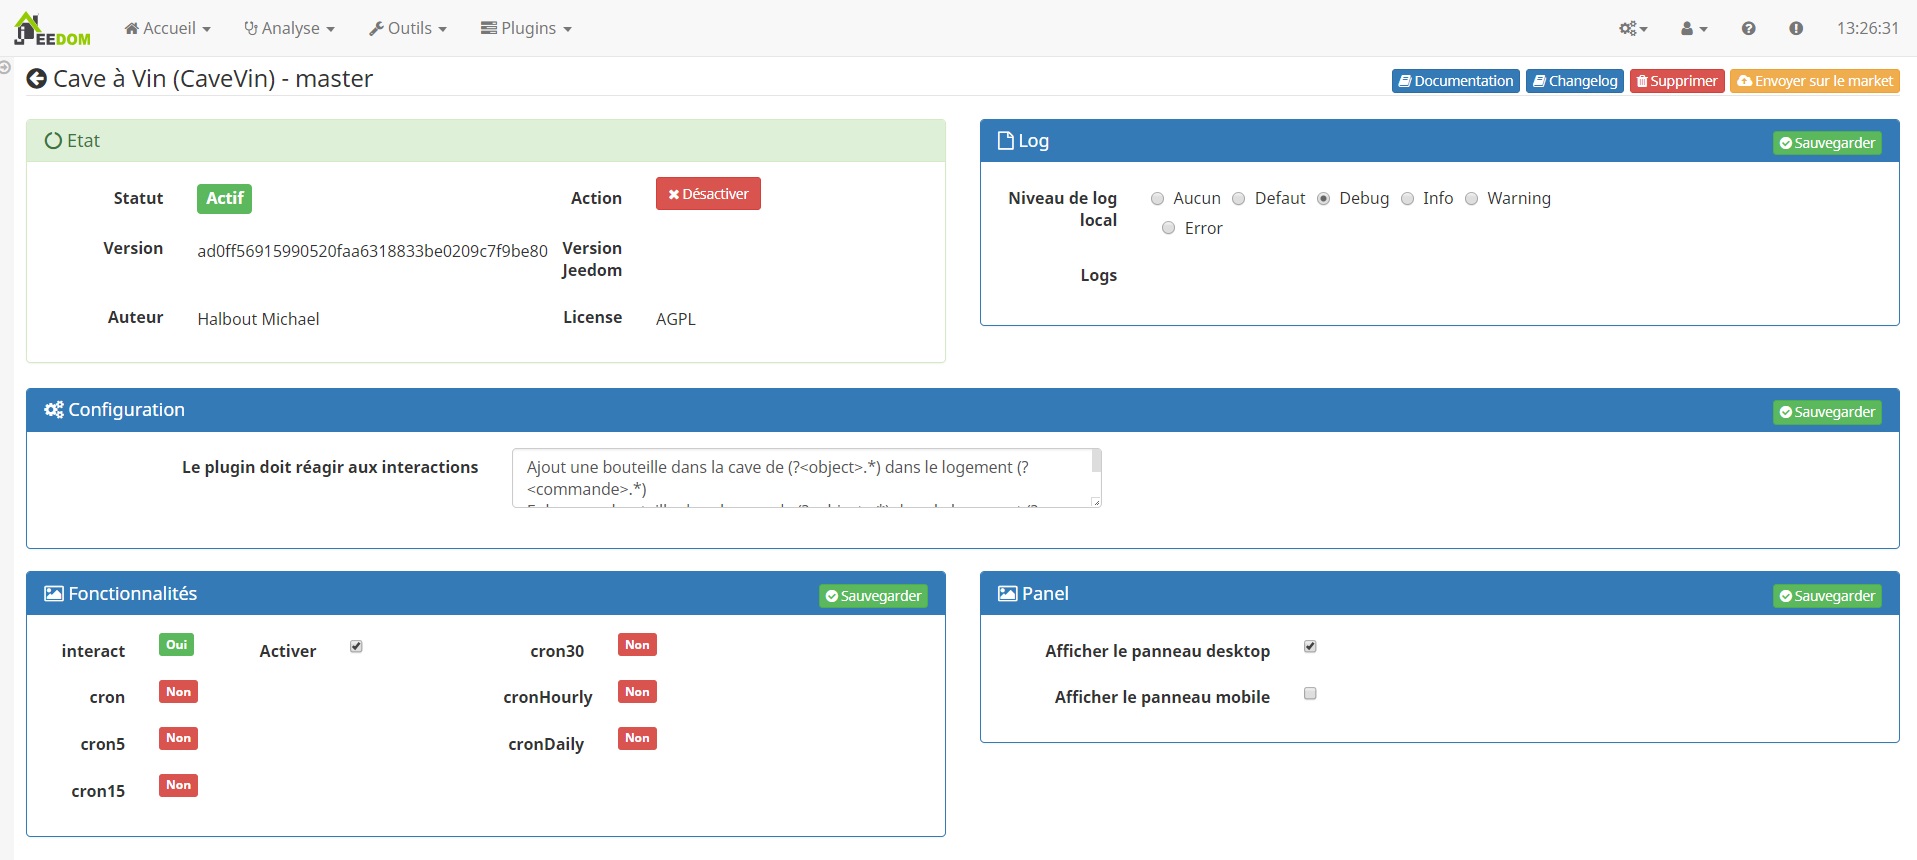 JEEDOM Accueil Analyse Outils Plugins 13:26:31
Cave à Vin (CaveVin) - master
Documentation Changelog Supprimer Envoyer sur le market
Etat
Statut Actif Action Désactiver
Version ad0ff56915990520faa6318833be0209c7f9be80 Version Jeedom
Auteur Halbout Michael License AGPL
Log Sauvegarder
Niveau de log local Aucun Defaut Debug Info Warning
Error
Logs
Configuration Sauvegarder
Le plugin doit réagir aux interactions
Ajout une bouteille dans la cave de (?<object>.*) dans le logement (?
<commande>.*)
Fonctionnalités Sauvegarder
interact Oui Activer cron30 Non
cron Non cronHourly Non
cron5 Non cronDaily Non
cron15 Non
Panel Sauvegarder
Afficher le panneau desktop
Afficher le panneau mobile